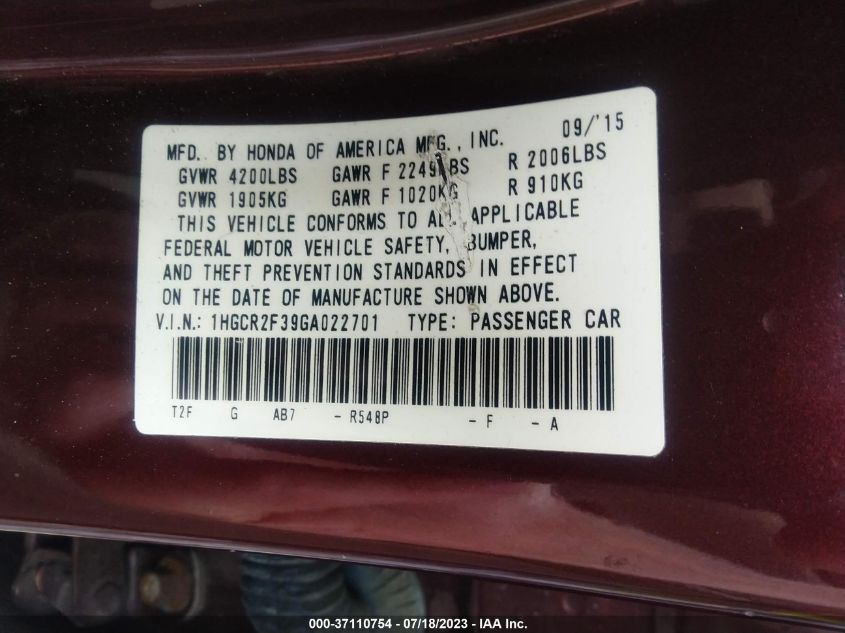 09/'15
MFD. BY HONDA OF AMERICA MFG., INC.
GVWR 4200LBS GAWR F 2249LBS R 2006LBS
GVWR 1905KG GAWR F 1020KG R 910KG
THIS VEHICLE CONFORMS TO ALL APPLICABLE
FEDERAL MOTOR VEHICLE SAFETY, BUMPER,
AND THEFT PREVENTION STANDARDS IN EFFECT
ON THE DATE OF MANUFACTURE SHOWN ABOVE.
V.I.N.: 1HGCR2F39GA022701 TYPE: PASSENGER CAR
T2F G AB7 - R548P - F - A
000-37110754 - 07/18/2023 - IAA Inc.